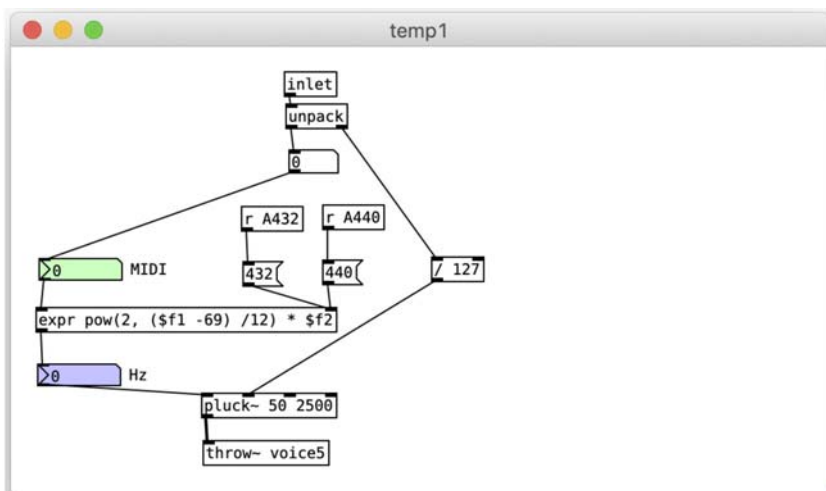 temp1
inlet
unpack
0
r A432
r A440
0 MIDI
432
440
/ 127
expr pow(2, ($f1 -69) /12) * $f2
0 Hz
pluck~ 50 2500
throw~ voice5